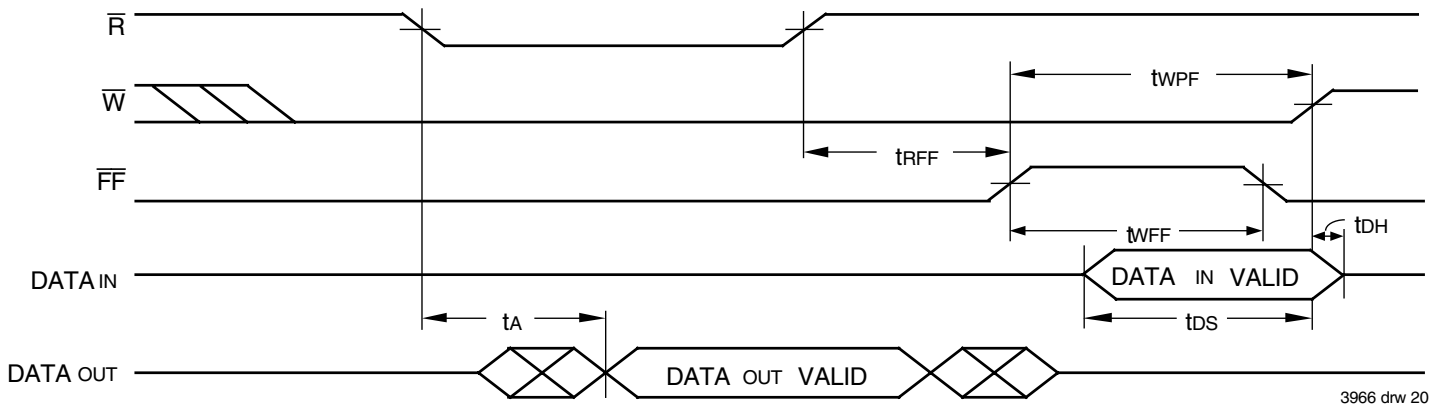 R̅
tWPF
W̅
tRFF
F̅F̅
tWFF
tDH
DATA IN
DATA IN VALID
tA
tDS
DATA OUT
DATA OUT VALID
3966 drw 20